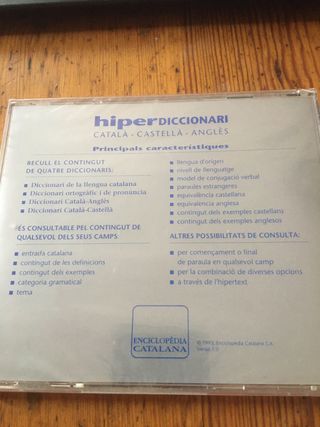 hiperDICCIONARI
CATALÀ - CASTELLÀ - ANGLÈS
Principals característiques
RECULL EL CONTINGUT
DE QUATRE DICCIONARIS:
Diccionari de la llengua catalana
Diccionari ortogràfic i de pronúncia
Diccionari Català-Anglès
Diccionari Català-Castellà
ÉS CONSULTABLE PEL CONTINGUT DE
QUALSEVOL DELS SEUS CAMPS:
entrada catalana
contingut de les definicions
contingut dels exemples
categoria gramatical
tema
llengua d'origen
nivell de llenguatge
model de conjugació verbal
paraules estrangeres
equivalència castellana
equivalència anglesa
contingut dels exemples castellans
contingut dels exemples anglesos
ALTRES POSSIBILITATS DE CONSULTA:
per començament o final
de paraula en qualsevol camp
per la combinació de diverses opcions
a través de l'hipertext
ENCICLOPÈDIA
CATALANA
© 1993, Enciclopèdia Catalana S.A.